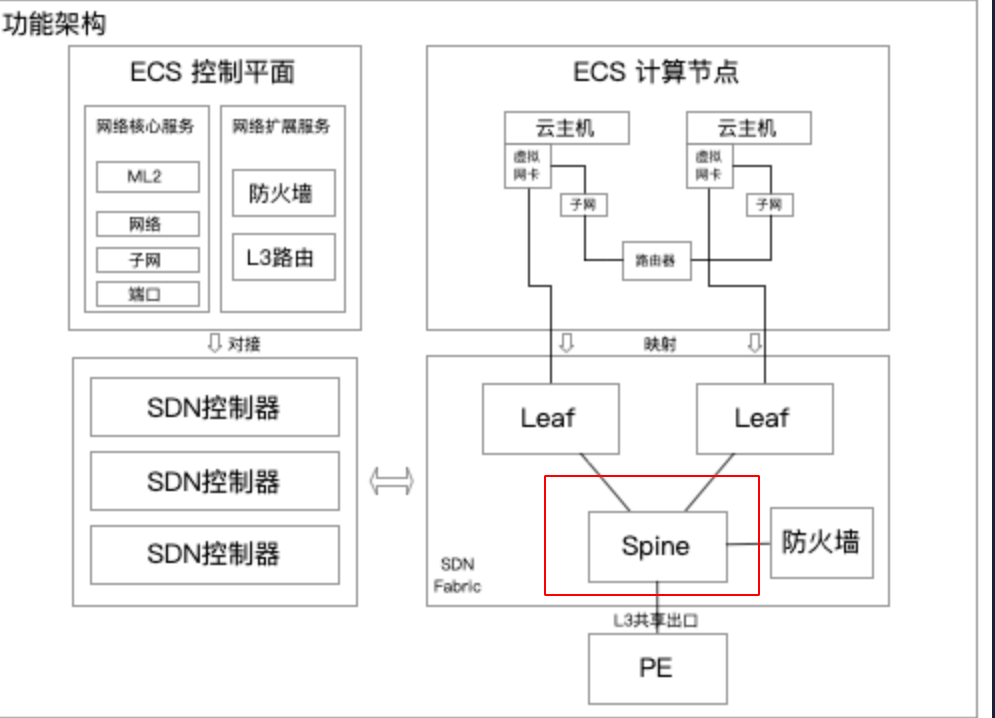 功能架构
ECS 控制平面
网络核心服务
ML2
网络
子网
端口
网络扩展服务
防火墙
L3路由
ECS 计算节点
云主机
虚拟
网卡
子网
云主机
虚拟
网卡
子网
路由器
对接
映射
SDN控制器
SDN控制器
SDN控制器
Leaf
Leaf
Spine
防火墙
SDN
Fabric
L3共享出口
PE